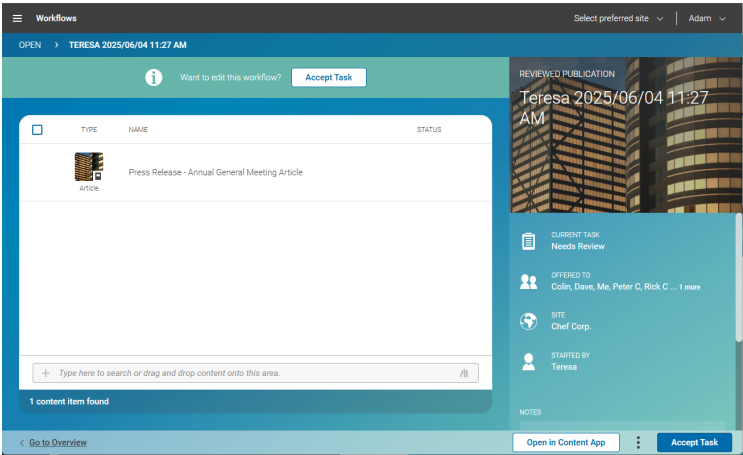 Workflows
Select preferred site
Adam
OPEN > TERESA 2025/06/04 11:27 AM
Want to edit this workflow?
Accept Task
TYPE NAME STATUS
Press Release - Annual General Meeting Article
Article
Type here to search or drag and drop content onto this area.
1 content item found
REVIEWED PUBLICATION
Teresa 2025/06/04 11:27
AM
CURRENT TASK
Needs Review
OFFERED TO
Colin, Dave, Me, Peter C, Rick C ... 1 more
SITE
Chef Corp.
STARTED BY
Teresa
NOTES
< Go to Overview
Open in Content App
Accept Task